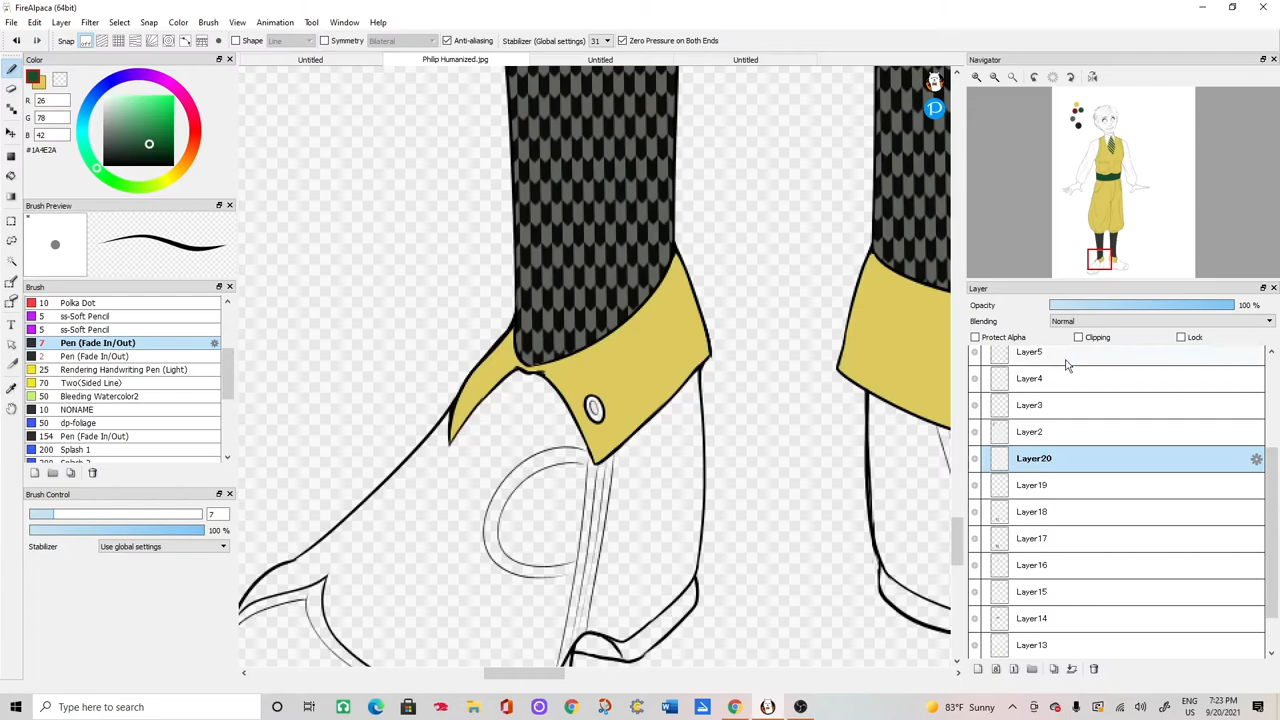 FireAlpaca (64bit)
File Edit Layer Filter Select Snap Color Brush View Animation Tool Window Help
Snap OFF Shape Line Symmetry Bilateral Anti-aliasing Stabilizer (Global settings) 31 Zero Pressure on Both Ends
Color
Untitled Philip Humanized.jpg Untitled Untitled
Navigator
R 26
G 78
B 42
#1A4E2A
Brush Preview
Brush
10 Polka Dot
5 ss-Soft Pencil
5 ss-Soft Pencil
7 Pen (Fade In/Out)
2 Pen (Fade In/Out)
25 Rendering Handwriting Pen (Light)
70 Two(Sided Line)
50 Bleeding Watercolor2
10 NONAME
50 dp-foliage
154 Pen (Fade In/Out)
200 Splash 1
Brush Control
7
100 %
Stabilizer Use global settings
Layer
Opacity 100 %
Blending Normal
Protect Alpha Clipping Lock
Layer5
Layer4
Layer3
Layer2
Layer20
Layer19
Layer18
Layer17
Layer16
Layer15
Layer14
Layer13
Type here to search
83°F Sunny
ENG
US
7:23 PM
9/20/2021